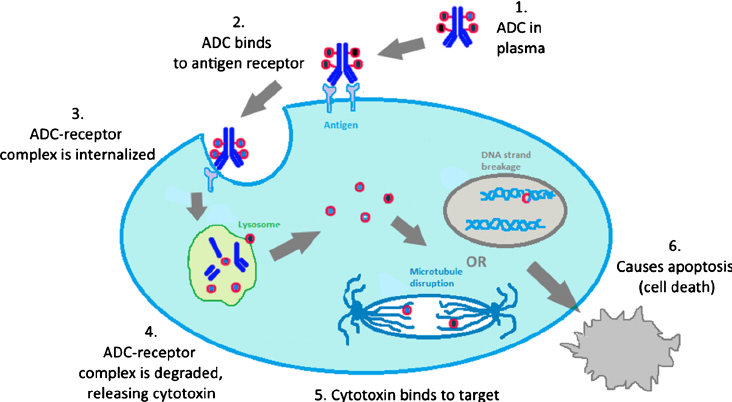 1.
ADC in
plasma
2.
ADC binds
to antigen receptor
3.
ADC-receptor
complex is internalized
Antigen
Lysosome
4.
ADC-receptor
complex is degraded,
releasing cytotoxin
DNA strand
breakage
OR
Microtubule
disruption
5. Cytotoxin binds to target
6.
Causes apoptosis
(cell death)